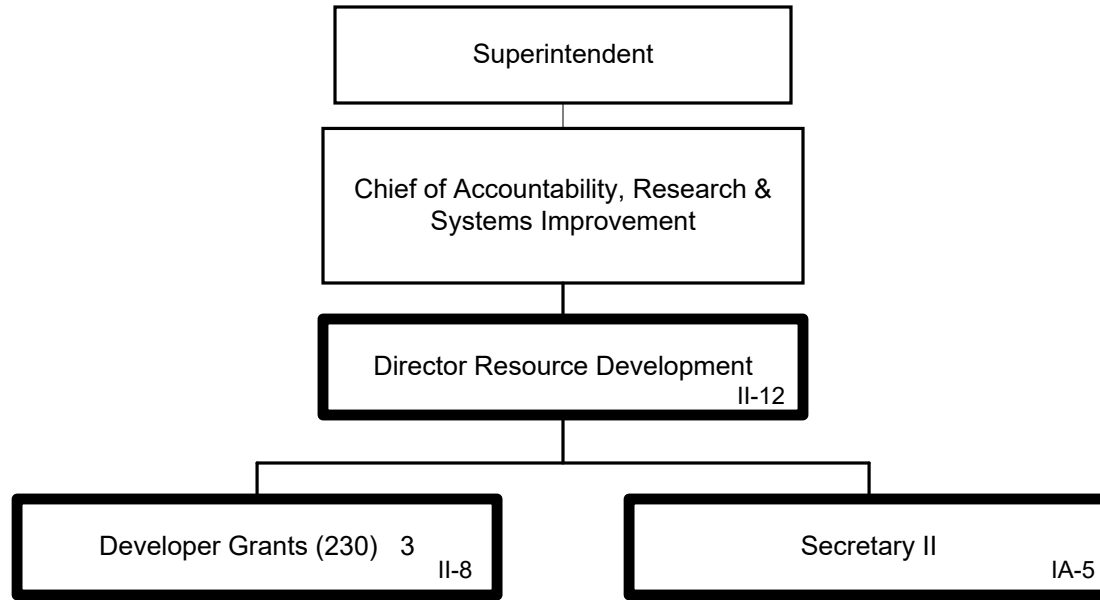 Superintendent
Chief of Accountability, Research &
Systems Improvement
Director Resource Development
II-12
Developer Grants (230) 3
II-8
Secretary II
IA-5